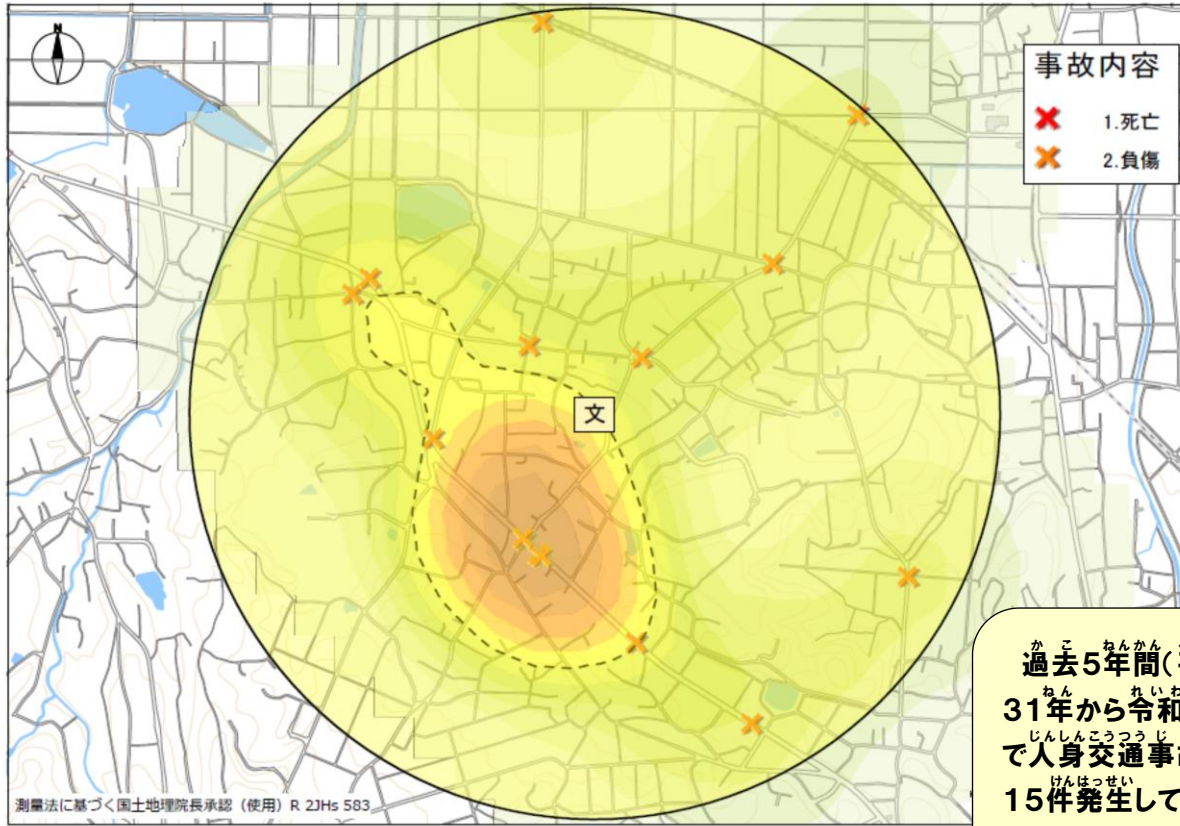 N
事故内容
1.死亡
2.負傷
文
過去5年間(
31年から令和
で人身交通事
15件発生して
測量法に基づく国土地理院長承認（使用）R 2JHs 583